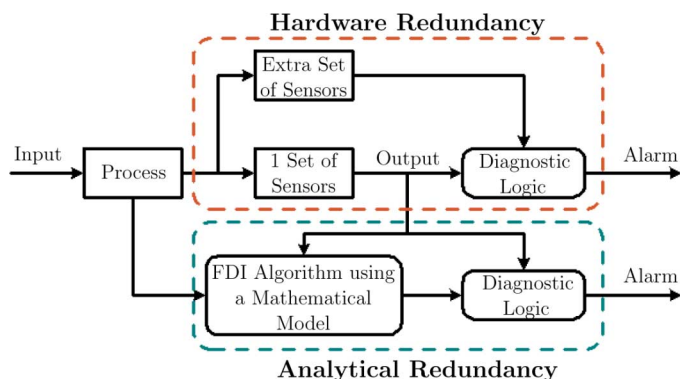 Hardware Redundancy
Extra Set
of Sensors
Input
Process
1 Set of
Sensors
Output
Diagnostic
Logic
Alarm
FDI Algorithm using
a Mathematical
Model
Diagnostic
Logic
Alarm
Analytical Redundancy